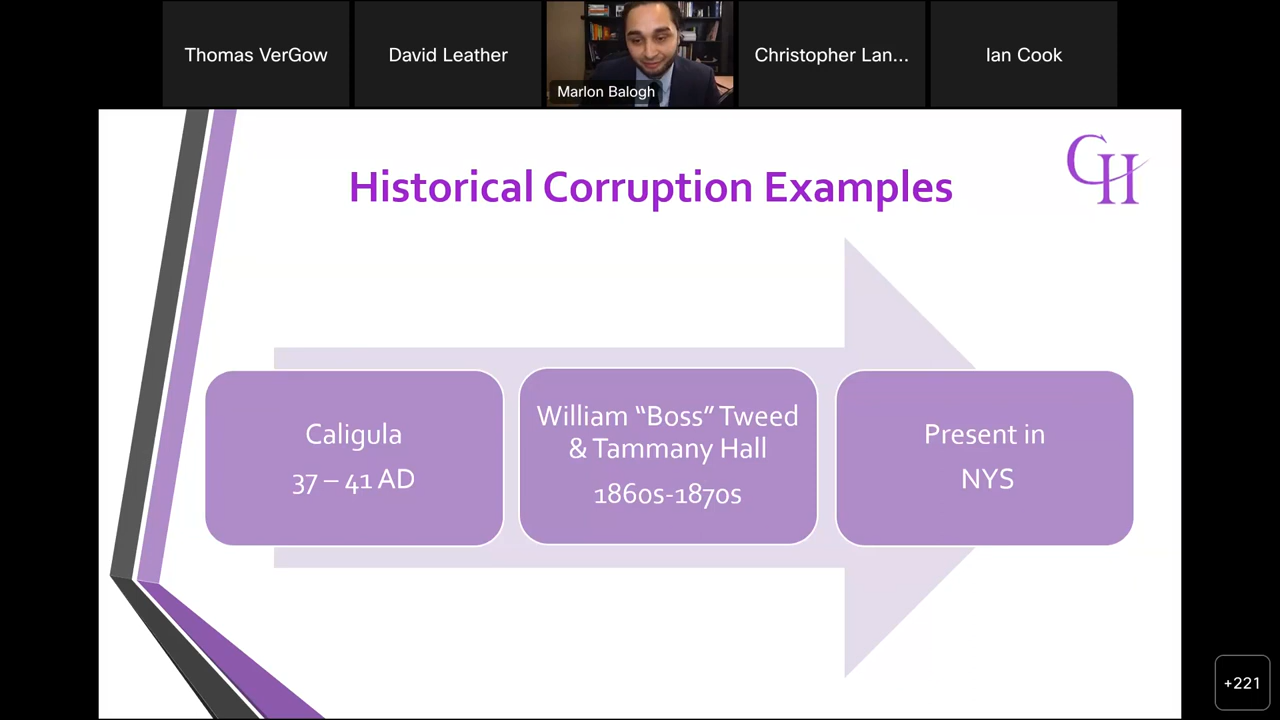 Thomas VerGow
David Leather
Marlon Balogh
Christopher Lan...
Ian Cook
Historical Corruption Examples
CH
Caligula
37 – 41 AD
William “Boss” Tweed
& Tammany Hall
1860s-1870s
Present in
NYS
+221